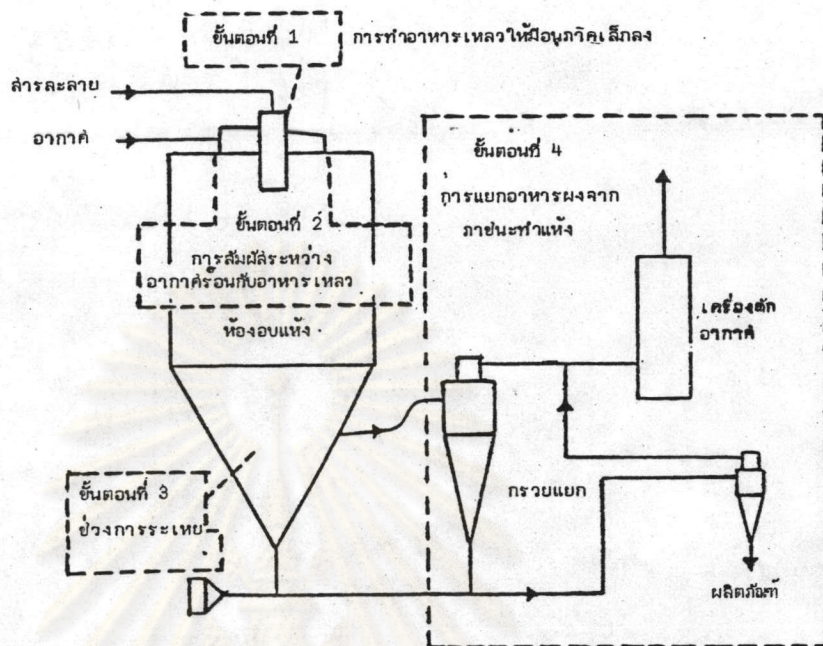 ขั้นตอนที่ 1
การทำอาหารเหลวให้มีอนุภาคเล็กลง
สารละลาย
อากาศ
ขั้นตอนที่ 2
การสัมผัสระหว่าง
อากาศร้อนกับอาหารเหลว
ห้องอบแห้ง
ขั้นตอนที่ 3
ช่วงการระเหย
ขั้นตอนที่ 4
การแยกอาหารผงจาก
ภาชนะทำแห้ง
เครื่องดัก
อากาศ
กรวยแยก
ผลิตภัณฑ์